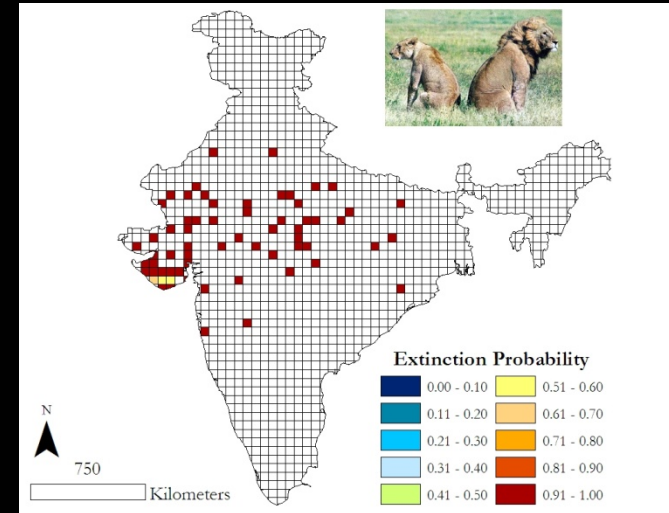 Extinction Probability
0.00 - 0.10 0.51 - 0.60
0.11 - 0.20 0.61 - 0.70
0.21 - 0.30 0.71 - 0.80
0.31 - 0.40 0.81 - 0.90
0.41 - 0.50 0.91 - 1.00
N
750
Kilometers